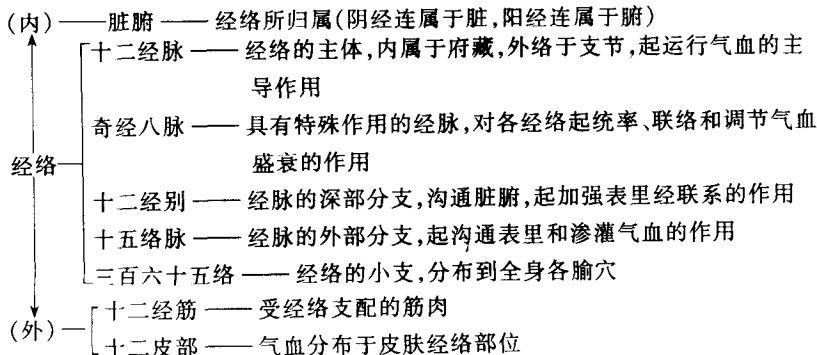 (内)——脏腑——经络所归属(阴经连属于脏,阳经连属于腑)
十二经脉——经络的主体,内属于府藏,外络于支节,起运行气血的主
导作用
奇经八脉——具有特殊作用的经脉,对各经络起统率、联络和调节气血
盛衰的作用
经络
十二经别——经脉的深部分支,沟通脏腑,起加强表里经联系的作用
十五络脉——经脉的外部分支,起沟通表里和渗灌气血的作用
三百六十五络——经络的小支,分布到全身各腧穴
十二经筋——受经络支配的筋肉
(外)
十二皮部——气血分布于皮肤经络部位